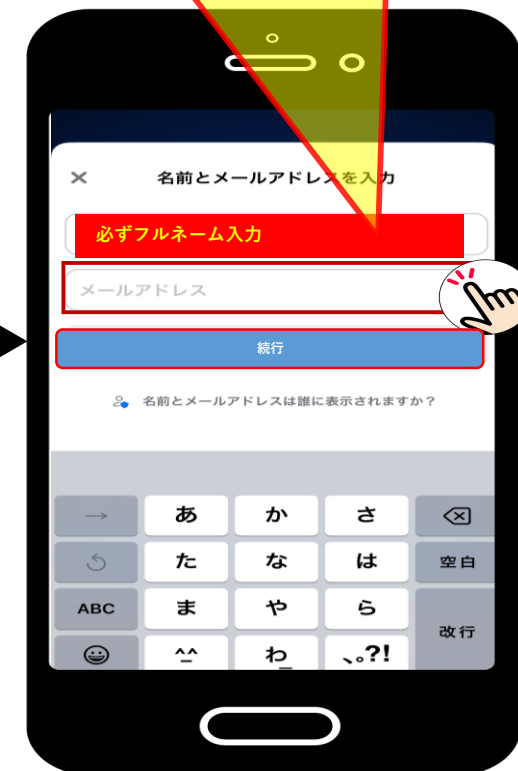 名前とメールアドレスを入力
必ずフルネーム入力
メールアドレス
続行
名前とメールアドレスは誰に表示されますか？
→ あ か さ
た な は 空白
ABC ま や ら
改行
^^ わ 、。?!